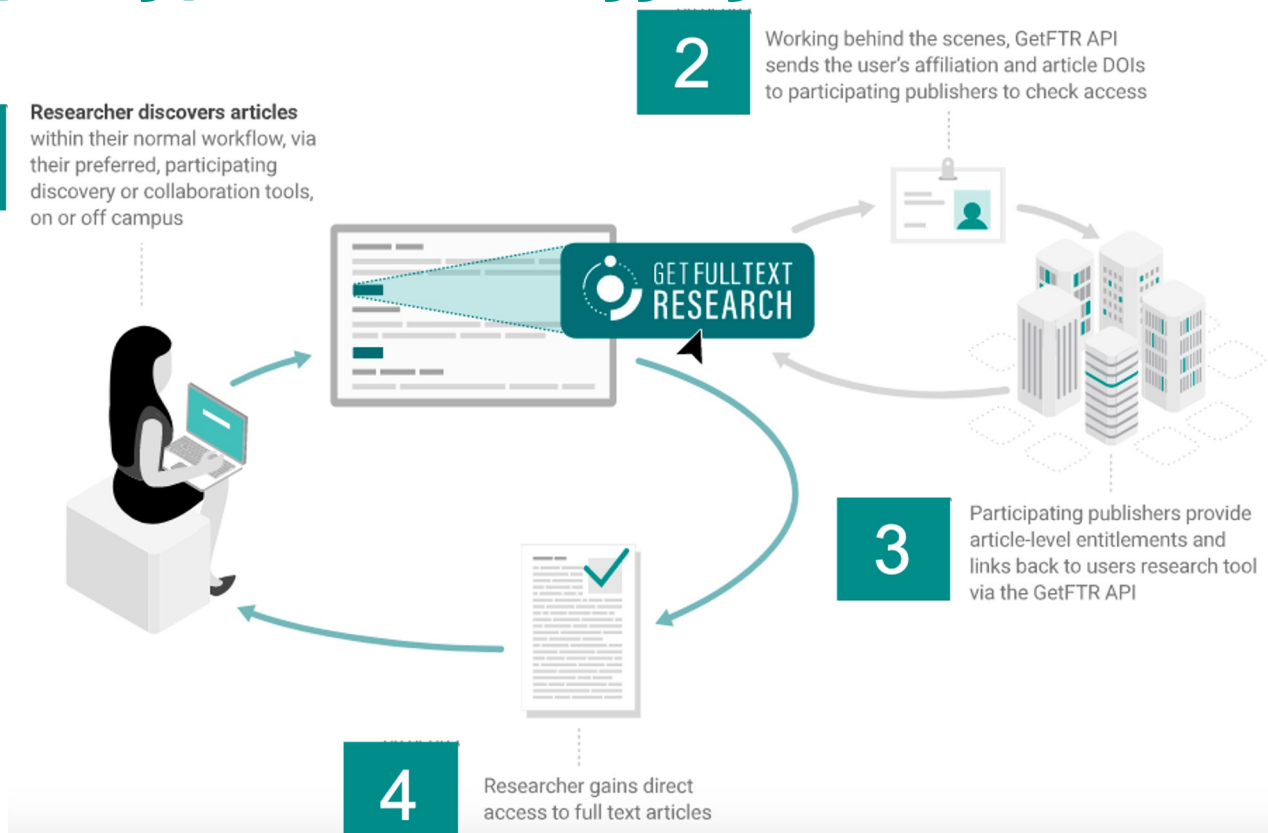 Researcher discovers articles
within their normal workflow, via
their preferred, participating
discovery or collaboration tools,
on or off campus
2
Working behind the scenes, GetFTR API
sends the user's affiliation and article DOIs
to participating publishers to check access
GETFULLTEXT
RESEARCH
3
Participating publishers provide
article-level entitlements and
links back to users research tool
via the GetFTR API
4
Researcher gains direct
access to full text articles